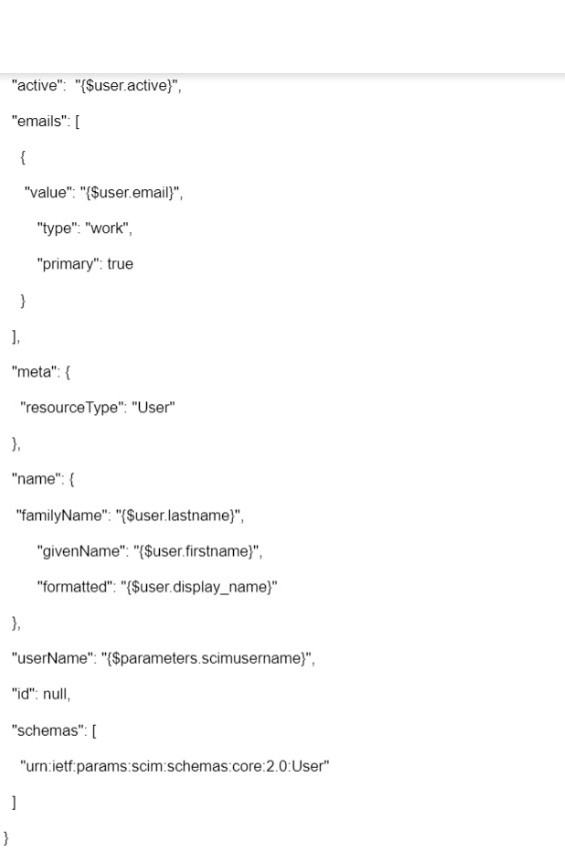 "active":  "{$user.active}",
"emails": [
{
"value": "{$user.email}",
"type": "work",
"primary": true
}
],
"meta": {
"resourceType": "User"
},
"name": {
"familyName": "{$user.lastname}",
"givenName": "{$user.firstname}",
"formatted": "{$user.display_name}"
},
"userName": "{$parameters.scimusername}",
"id": null,
"schemas": [
"urn:ietf:params:scim:schemas:core:2.0:User"
]
}